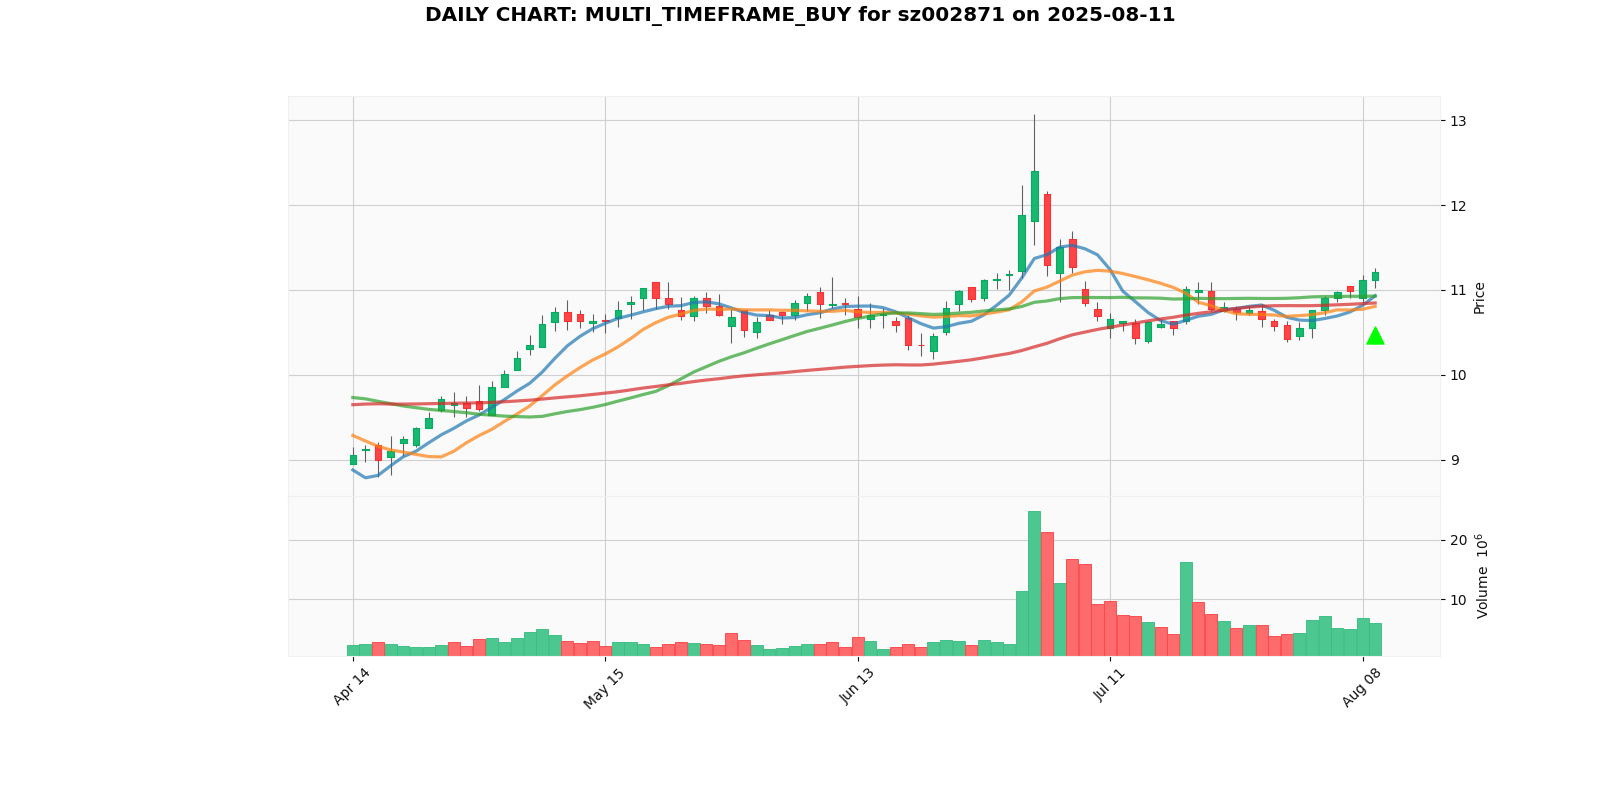 DAILY CHART: MULTI_TIMEFRAME_BUY for sz002871 on 2025-08-11
13
12
11
10
9
Price
20
10
Volume 10^6
Apr 14
May 15
Jun 13
Jul 11
Aug 08